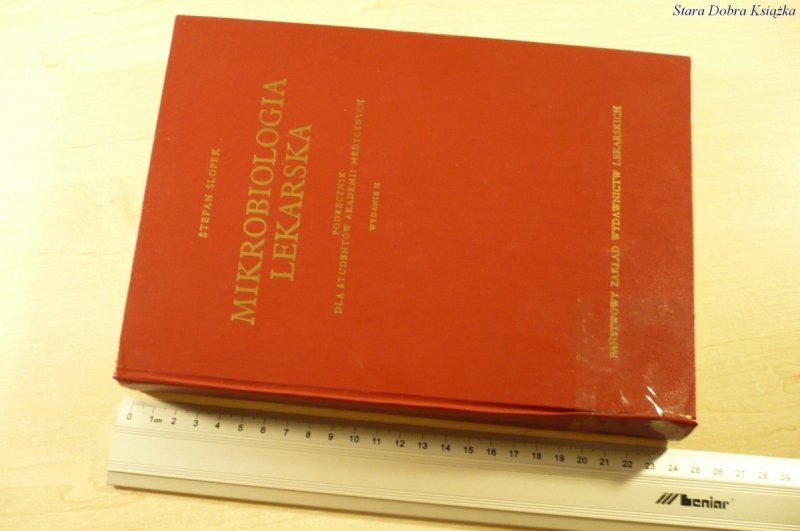 Stara Dobra Książka
STEFAN ŚLOPEK
MIKROBIOLOGIA
LEKARSKA
PODRĘCZNIK
DLA STUDENTÓW AKADEMII MEDYCZNYCH
WYDANIE II
PAŃSTWOWY ZAKŁAD WYDAWNICTW LEKARSKICH
0 1cm 2 3 4 5 6 7 8 9 10 11 12 13 14 15 16 17 18 19 20 21 22 23 24 25 26 27 28 29
leniar